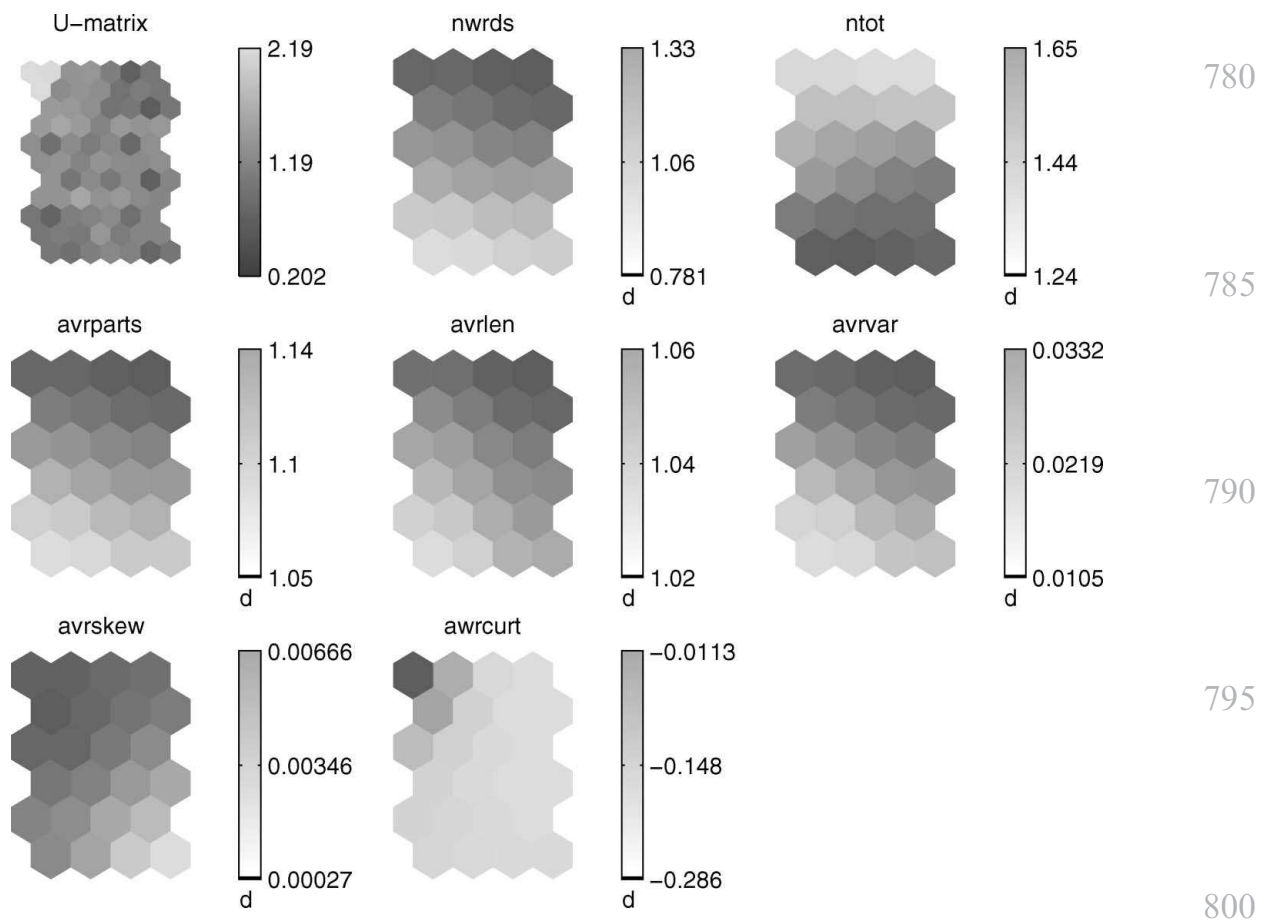 U-matrix
nwrds
ntot
2.19
1.19
0.202
1.33
1.06
0.781
d
1.65
1.44
1.24
d
780
785
avrparts
avrlen
avrvar
1.14
1.1
1.05
d
1.06
1.04
1.02
d
0.0332
0.0219
0.0105
d
790
avrskew
awrcurt
0.00666
0.00346
0.00027
d
−0.0113
−0.148
−0.286
d
795
800